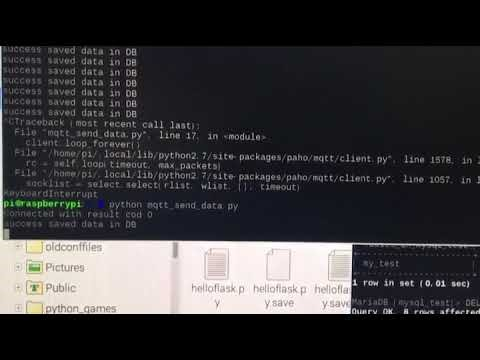 success saved data in DB
success saved data in DB
success saved data in DB
success saved data in DB
success saved data in DB
success saved data in DB
^CTraceback (most recent call last):
File "mqtt_send_data.py", line 17, in <module>
client.loop_forever()
File "/home/pi/.local/lib/python2.7/site-packages/paho/mqtt/client.py", line 1578, in l
rc = self.loop(timeout, max_packets)
File "/home/pi/.local/lib/python2.7/site-packages/paho/mqtt/client.py", line 1057, in l
socklist = select.select(rlist, wlist, [], timeout)
KeyboardInterrupt
pi@raspberrypi python mqtt_send_data.py
Connected with result cod 0
success saved data in DB
oldconffiles
Pictures
Public
python_games
helloflask.p
y
helloflask.p
y.save
helloflask
py.save
my_test
1 row in set (0.01 sec)
MariaDB [mysql_test]> DEL
Query OK, 8 rows affected